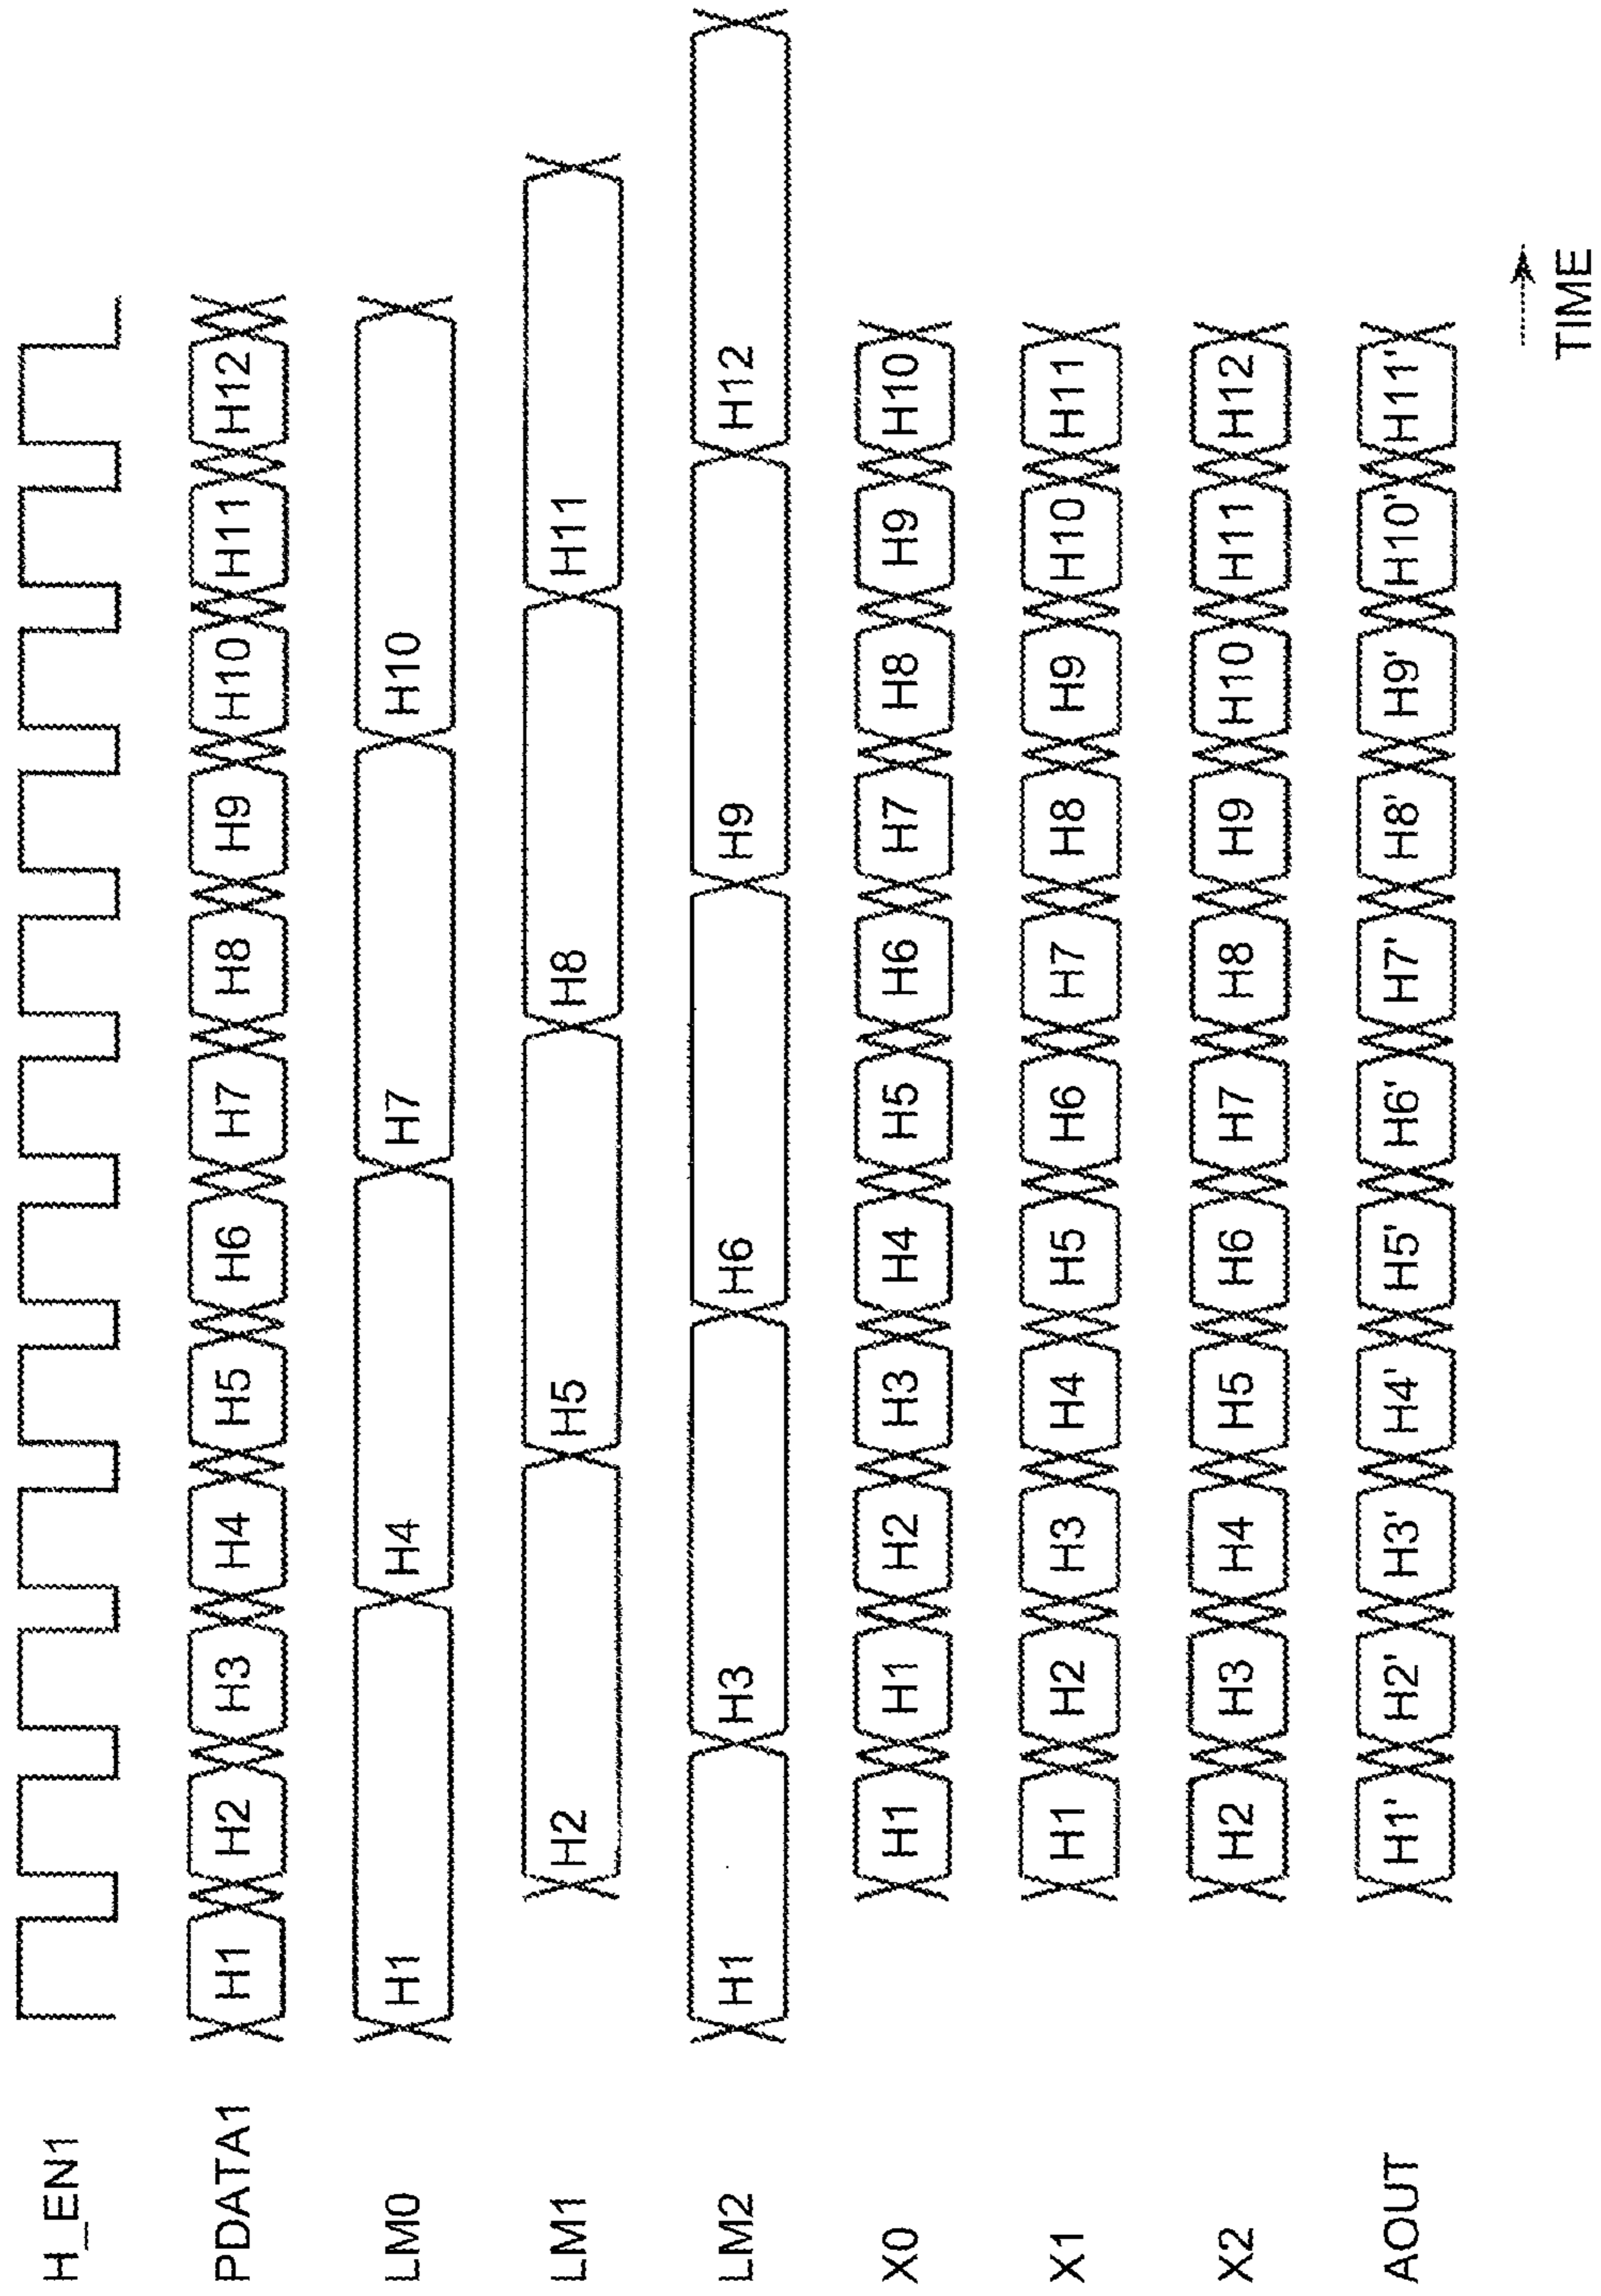 H_EN1
PDATA1 H1 H2 H3 H4 H5 H6 H7 H8 H9 H10 H11 H12
LM0 H1 H4 H7 H10
LM1 H2 H5 H8 H11
LM2 H1 H3 H6 H9 H12
X0 H1 H1 H2 H3 H4 H5 H6 H7 H8 H9 H10
X1 H1 H2 H3 H4 H5 H6 H7 H8 H9 H10 H11
X2 H2 H3 H4 H5 H6 H7 H8 H9 H10 H11 H12
AOUT H1' H2' H3' H4' H5' H6' H7' H8' H9' H10' H11'
TIME